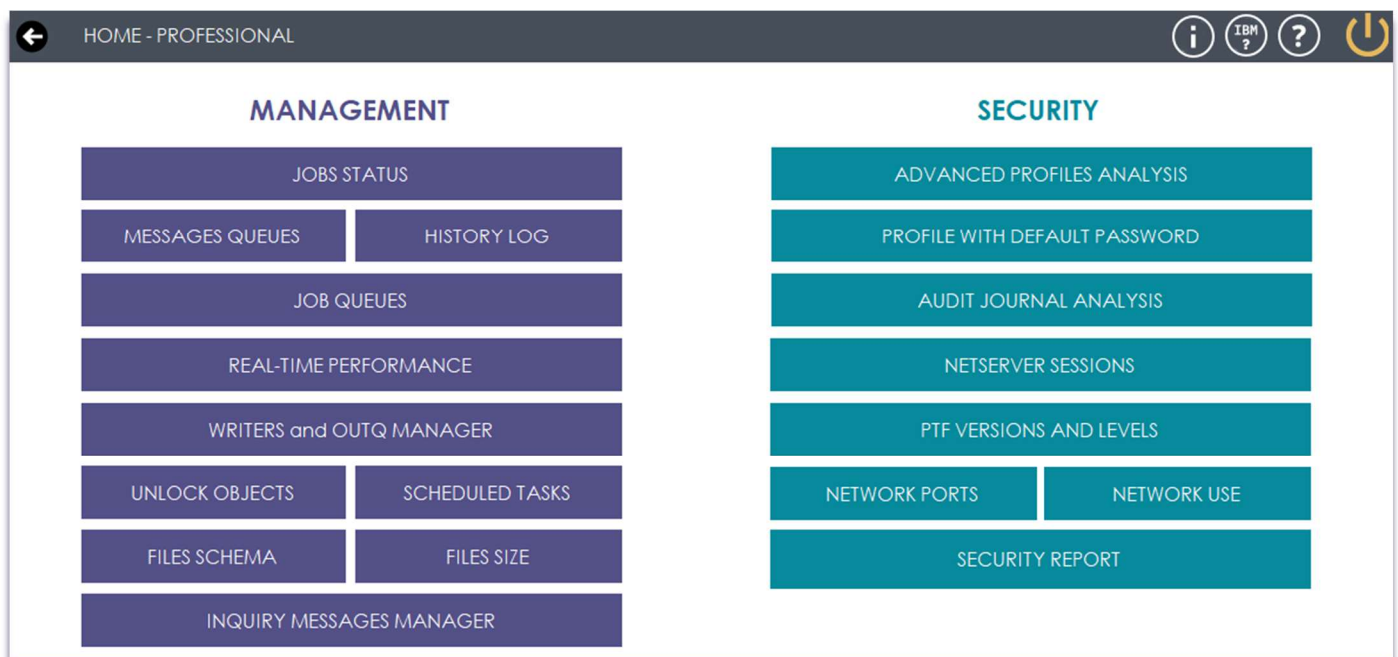 HOME - PROFESSIONAL
i
IBM
?
?
MANAGEMENT
JOBS STATUS
MESSAGES QUEUES
HISTORY LOG
JOB QUEUES
REAL-TIME PERFORMANCE
WRITERS and OUTQ MANAGER
UNLOCK OBJECTS
SCHEDULED TASKS
FILES SCHEMA
FILES SIZE
INQUIRY MESSAGES MANAGER
SECURITY
ADVANCED PROFILES ANALYSIS
PROFILE WITH DEFAULT PASSWORD
AUDIT JOURNAL ANALYSIS
NETSERVER SESSIONS
PTF VERSIONS AND LEVELS
NETWORK PORTS
NETWORK USE
SECURITY REPORT